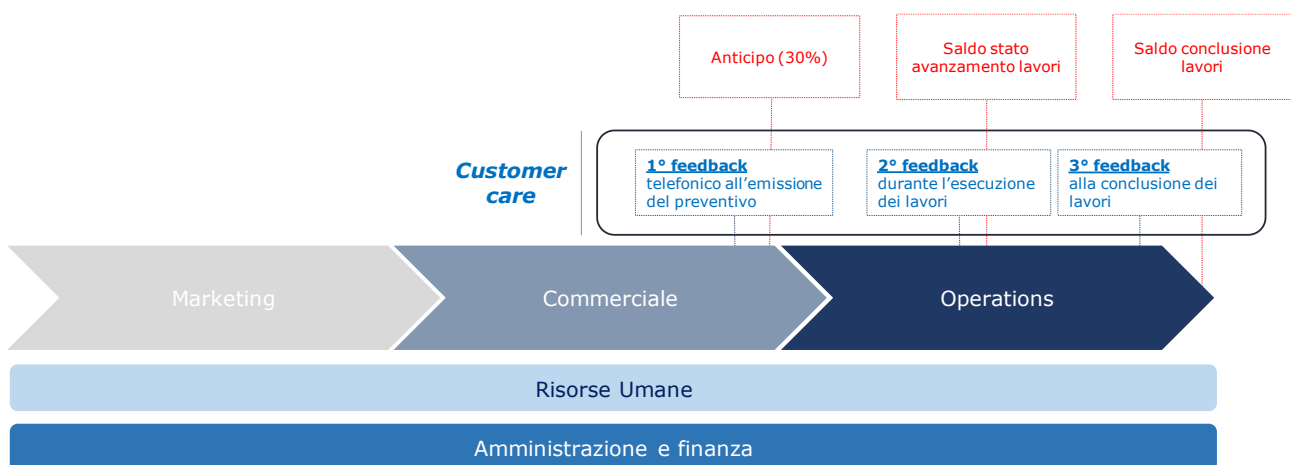 Anticipo (30%)
Saldo stato
avanzamento lavori
Saldo conclusione
lavori
Customer
care
1° feedback
telefonico all'emissione
del preventivo
2° feedback
durante l'esecuzione
dei lavori
3° feedback
alla conclusione dei
lavori
Marketing
Commerciale
Operations
Risorse Umane
Amministrazione e finanza